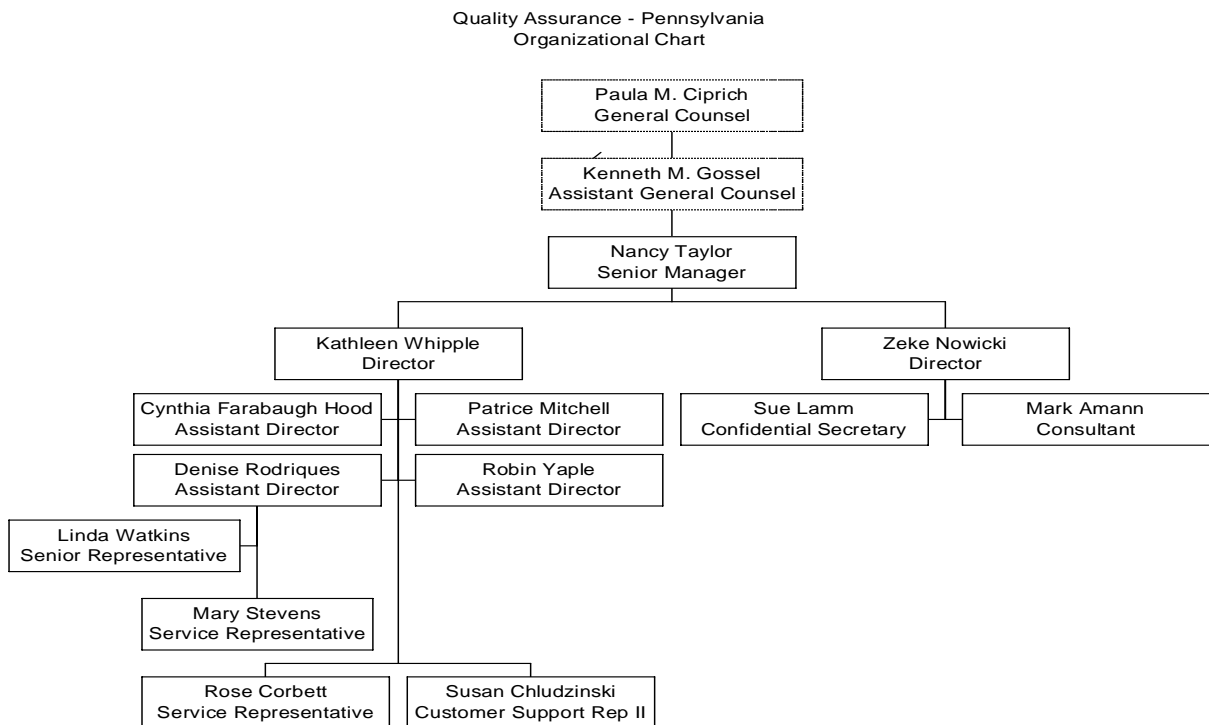 Quality Assurance - Pennsylvania
Organizational Chart
Paula M. Ciprich
General Counsel
Kenneth M. Gossel
Assistant General Counsel
Nancy Taylor
Senior Manager
Kathleen Whipple
Director
Zeke Nowicki
Director
Cynthia Farabaugh Hood
Assistant Director
Patrice Mitchell
Assistant Director
Sue Lamm
Confidential Secretary
Mark Amann
Consultant
Denise Rodriques
Assistant Director
Robin Yaple
Assistant Director
Linda Watkins
Senior Representative
Mary Stevens
Service Representative
Rose Corbett
Service Representative
Susan Chludzinski
Customer Support Rep II